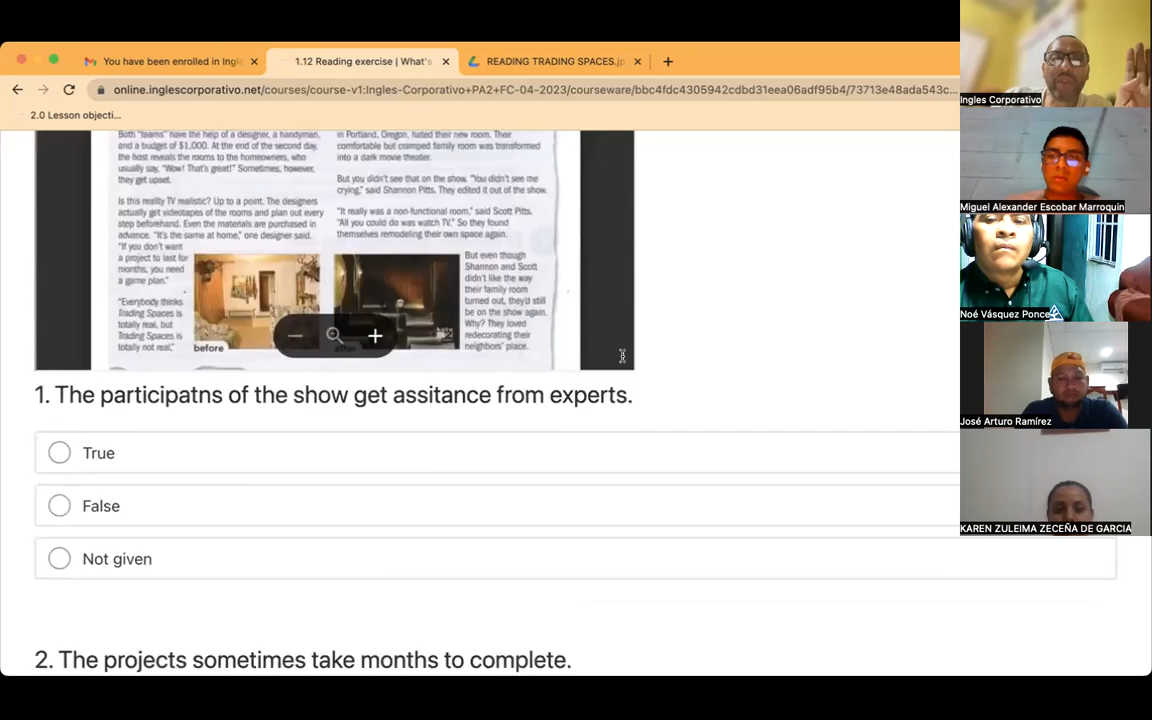 You have been enrolled in Ingle
1.12 Reading exercise | What's
READING TRADING SPACES.jp
online.inglescorporativo.net/courses/course-v1:Ingles-Corporativo+PA2+FC-04-2023/courseware/bbc4fdc4305942cdbd31eea06adf95b4/73713e48ada543c...
2.0 Lesson objecti...
Both "teams" have the help of a designer, a handyman,
and a budget of $1,000. At the end of the second day,
the host reveals the rooms to the homeowners, who
usually say, "Wow! That's great!" Sometimes, however,
they get upset.
Is this reality TV realistic? Up to a point. The designers
actually get videotapes of the rooms and plan out every
step beforehand. Even the materials are purchased in
advance. "It's the same at home," one designer said.
"If you don't want
a project to last for
months, you need
a game plan."
"Everybody thinks
Trading Spaces is
totally real, but
Trading Spaces is
totally not real,"
before
in Portland, Oregon, hated their new room. Their
comfortable but cramped family room was transformed
into a dark movie theater.
But you didn't see that on the show. "You didn't see me
crying," said Shannon Pitts. They edited it out of the show.
"It really was a non-functional room," said Scott Pitts.
"All you could do was watch TV." So they found
themselves remodeling their own space again.
after
But even though
Shannon and Scott
didn't like the way
their family room
turned out, they'd still
be on the show again.
Why? They loved
redecorating their
neighbors' place.
1. The participatns of the show get assitance from experts.
True
False
Not given
2. The projects sometimes take months to complete.
Ingles Corporativo
Miguel Alexander Escobar Marroquin
Noé Vásquez Ponce
José Arturo Ramírez
KAREN ZULEIMA ZECEÑA DE GARCIA